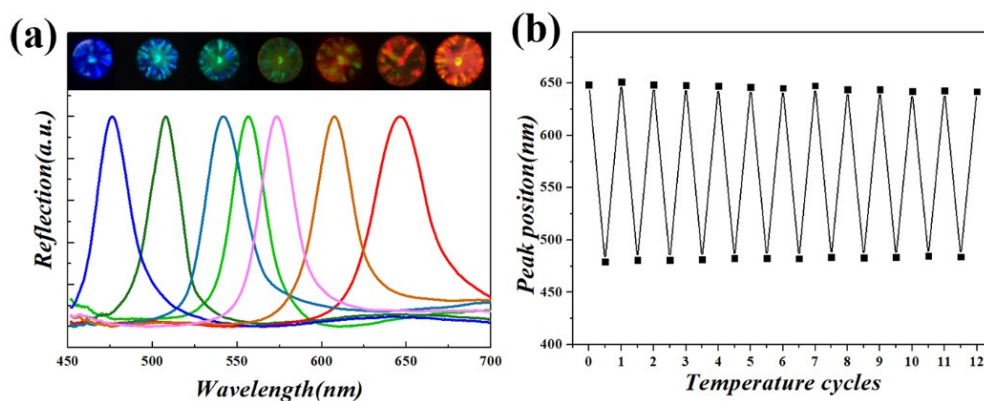 (a)
Reflection(a.u.)
450 500 550 600 650 700
Wavelength(nm)
(b)
650
600
550
500
450
400
Peak positon(nm)
0 1 2 3 4 5 6 7 8 9 10 11 12
Temperature cycles